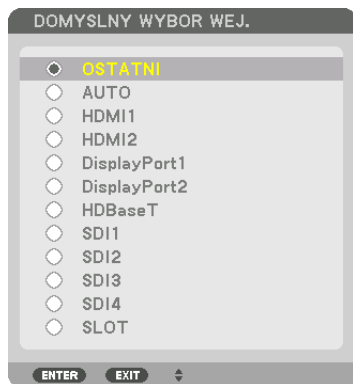 DOMYSLNY WYBOR WEJ.
OSTATNI
AUTO
HDMI1
HDMI2
DisplayPort1
DisplayPort2
HDBaseT
SDI1
SDI2
SDI3
SDI4
SLOT
ENTER EXIT